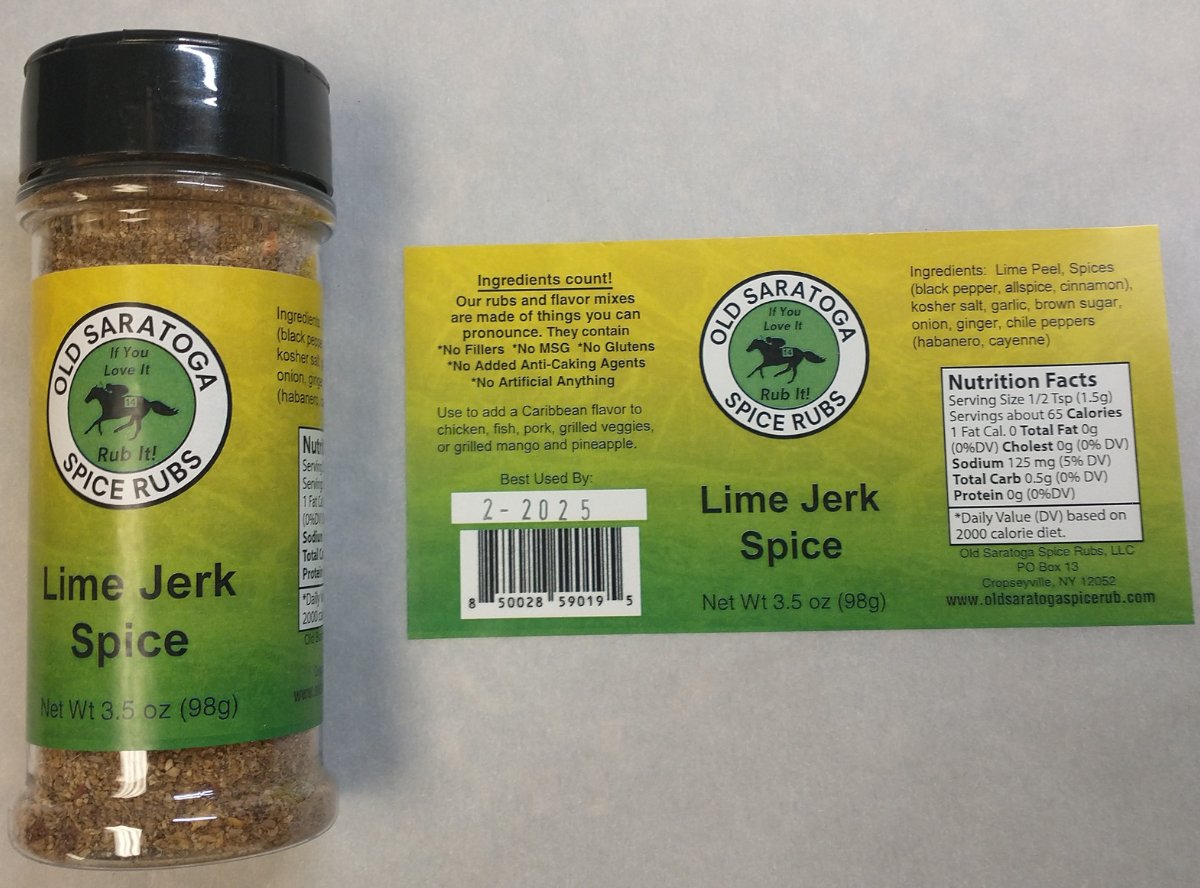 OLD SARATOGA
If You
Love It
14
Rub It!
SPICE RUBS
Lime Jerk
Spice
Net Wt 3.5 oz (98g)
(black
kosher
onion,
*Daily
2000
Ingredients count!
Our rubs and flavor mixes
are made of things you can
pronounce. They contain
*No Fillers *No MSG *No Glutens
*No Added Anti-Caking Agents
*No Artificial Anything
Use to add a Caribbean flavor to
chicken, fish, pork, grilled veggies,
or grilled mango and pineapple.
Best Used By:
2-2025
8 50028 59019 5
OLD SARATOGA
If You
Love It
14
Rub It!
SPICE RUBS
Lime Jerk
Spice
Net Wt 3.5 oz (98g)
Ingredients: Lime Peel, Spices
(black pepper, allspice, cinnamon),
kosher salt, garlic, brown sugar,
onion, ginger, chile peppers
(habanero, cayenne)
Nutrition Facts
Serving Size 1/2 Tsp (1.5g)
Servings about 65 Calories
1 Fat Cal. 0 Total Fat 0g
(0%DV) Cholest 0g (0% DV)
Sodium 125 mg (5% DV)
Total Carb 0.5g (0% DV)
Protein 0g (0%DV)
*Daily Value (DV) based on
2000 calorie diet.
Old Saratoga Spice Rubs, LLC
PO Box 13
Cropseyville, NY 12052
www.oldsaratogaspicerub.com